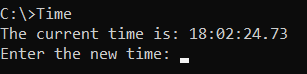 C:\>Time
The current time is: 18:02:24.73
Enter the new time: